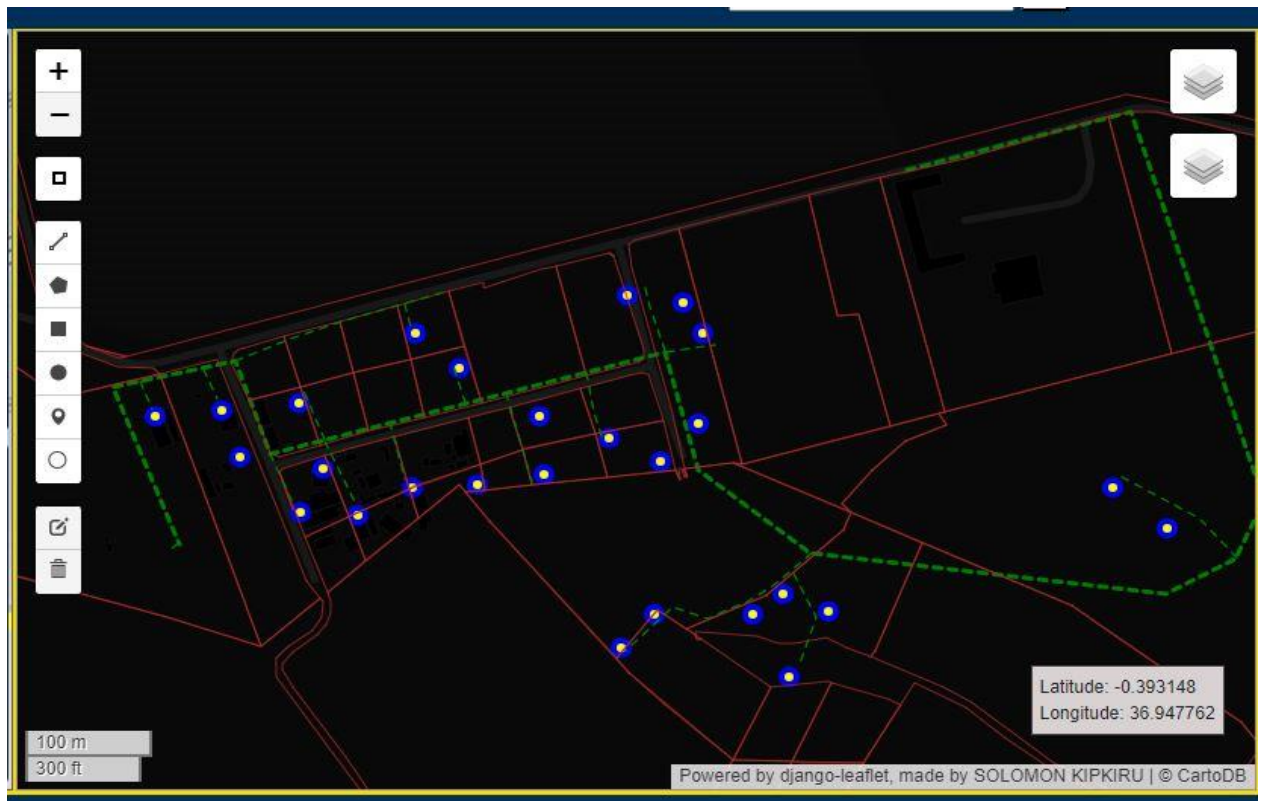 +
−
Latitude: -0.393148
Longitude: 36.947762
100 m
300 ft
Powered by django-leaflet, made by SOLOMON KIPKIRU | © CartoDB